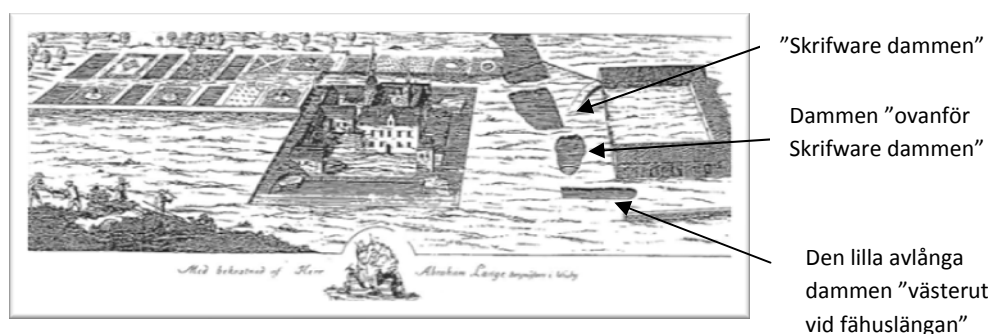 ”Skrifware dammen”
Dammen ”ovanför
Skrifware dammen”
Den lilla avlånga
dammen ”västerut
vid fähuslängan”
Med bekostnad af Herr
Abraham Lange